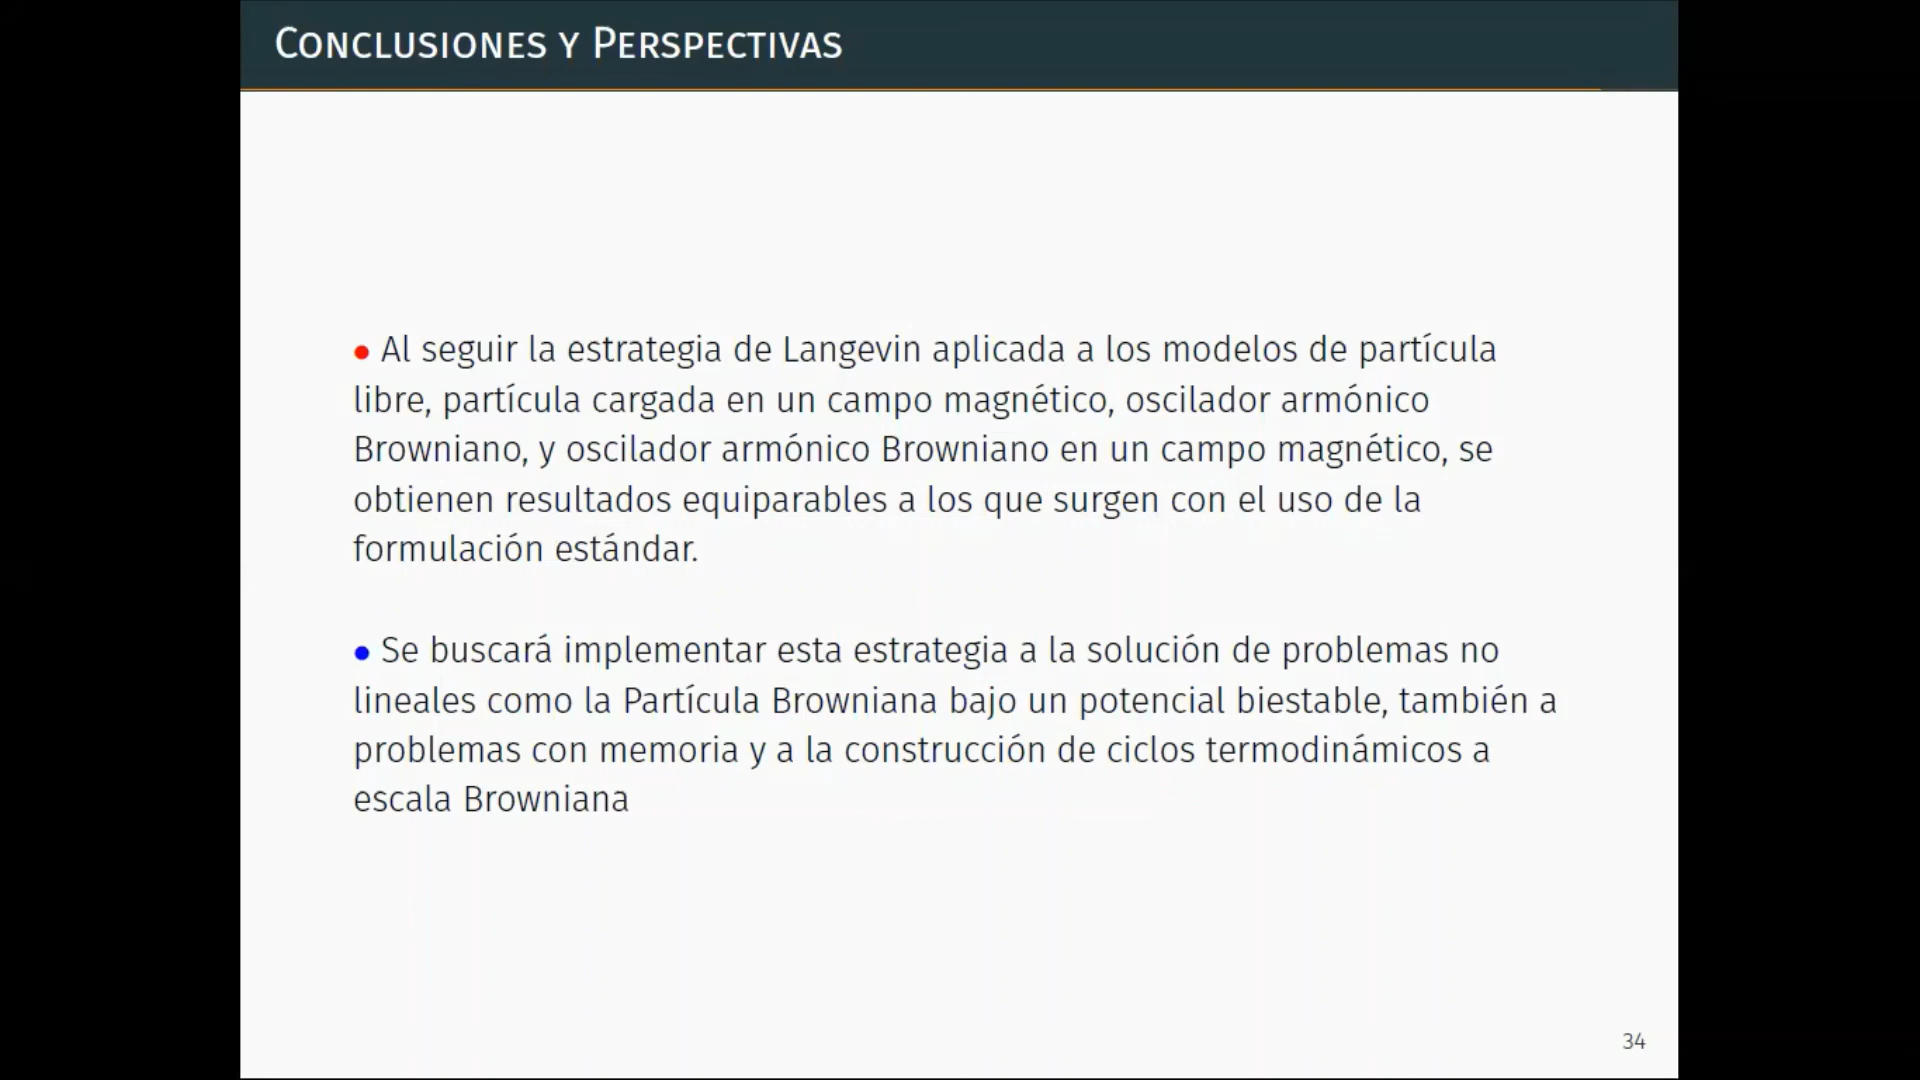 Conclusiones y Perspectivas
• Al seguir la estrategia de Langevin aplicada a los modelos de partícula
libre, partícula cargada en un campo magnético, oscilador armónico
Browniano, y oscilador armónico Browniano en un campo magnético, se
obtienen resultados equiparables a los que surgen con el uso de la
formulación estándar.
• Se buscará implementar esta estrategia a la solución de problemas no
lineales como la Partícula Browniana bajo un potencial biestable, también a
problemas con memoria y a la construcción de ciclos termodinámicos a
escala Browniana
34